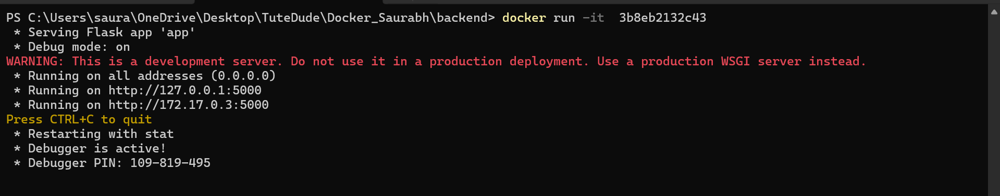 PS C:\Users\saura\OneDrive\Desktop\TuteDude\Docker_Saurabh\backend> docker run -it  3b8eb2132c43
 * Serving Flask app 'app'
 * Debug mode: on
WARNING: This is a development server. Do not use it in a production deployment. Use a production WSGI server instead.
 * Running on all addresses (0.0.0.0)
 * Running on http://127.0.0.1:5000
 * Running on http://172.17.0.3:5000
Press CTRL+C to quit
 * Restarting with stat
 * Debugger is active!
 * Debugger PIN: 109-819-495